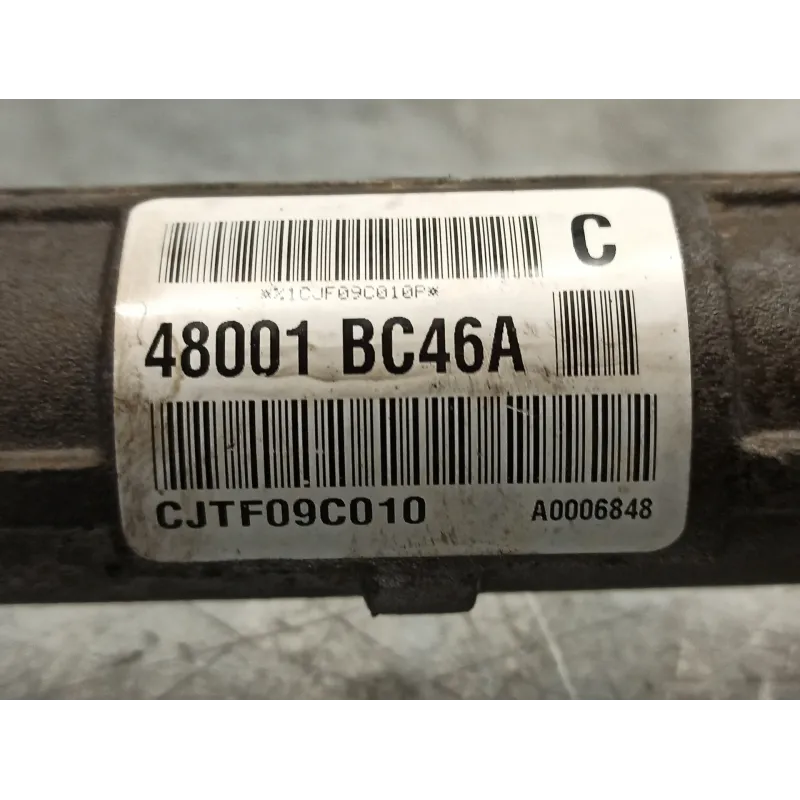 C
*%1CJF09C010P*
48001 BC46A
CJTF09C010 A0006848